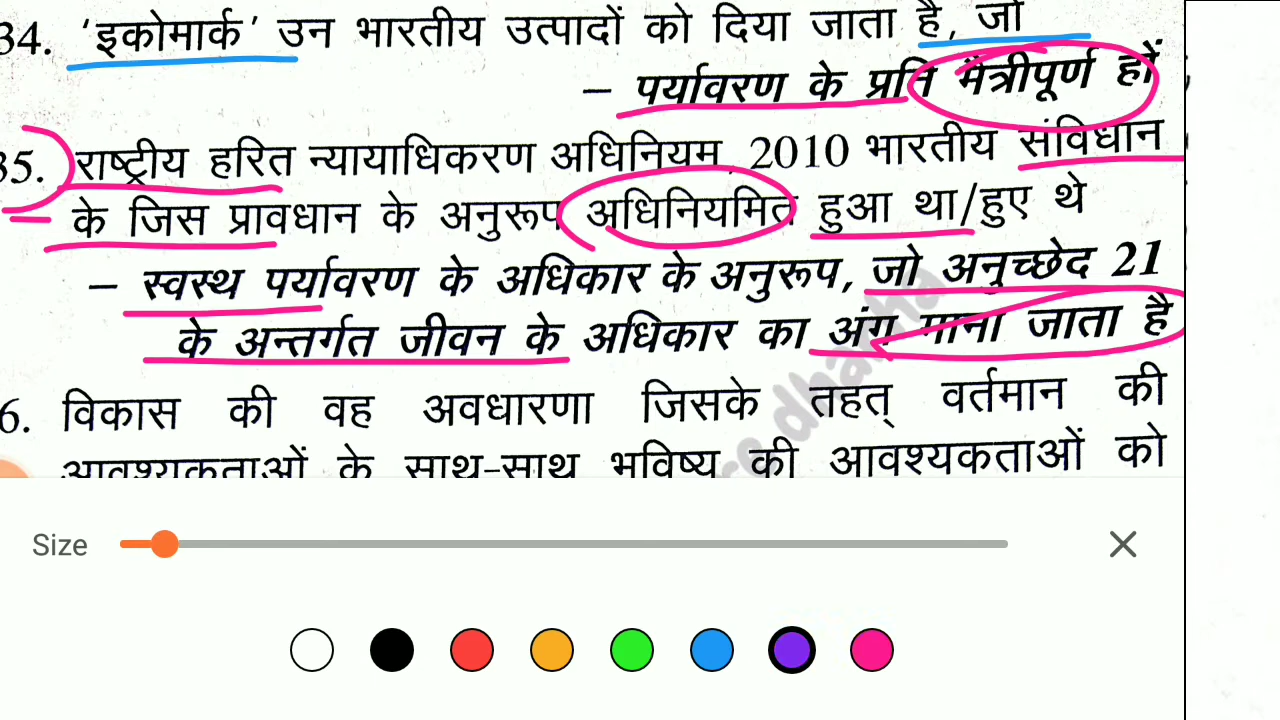 34. 'इकोमार्क' उन भारतीय उत्पादों को दिया जाता है, जो
– पर्यावरण के प्रति मैत्रीपूर्ण हों
35. राष्ट्रीय हरित न्यायाधिकरण अधिनियम, 2010 भारतीय संविधान
के जिस प्रावधान के अनुरूप अधिनियमित हुआ था/हुए थे
– स्वस्थ पर्यावरण के अधिकार के अनुरूप, जो अनुच्छेद 21
के अन्तर्गत जीवन के अधिकार का अंग माना जाता है
6. विकास की वह अवधारणा जिसके तहत् वर्तमान की
आवश्यकताओं के साथ-साथ भविष्य की आवश्यकताओं को
Size